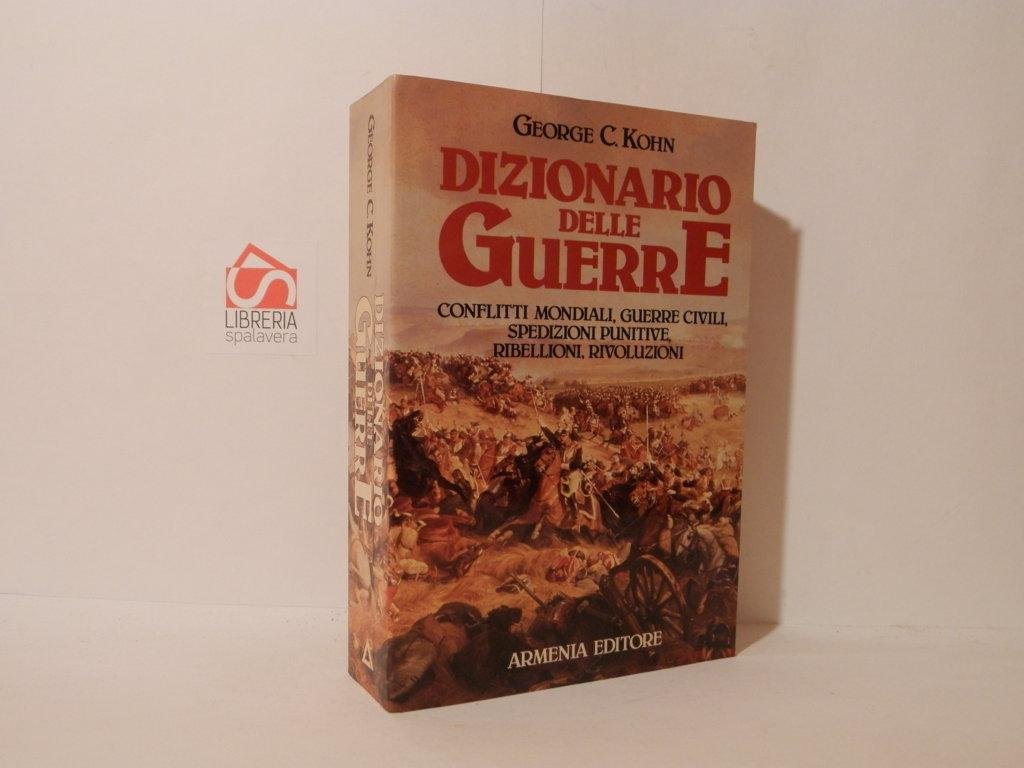 GEORGE C. KOHN
DIZIONARIO
DELLE
GUERRE
CONFLITTI MONDIALI, GUERRE CIVILI,
SPEDIZIONI PUNITIVE,
RIBELLIONI, RIVOLUZIONI
ARMENIA EDITORE
GEORGE C. KOHN
DIZIONARIO
DELLE
GUERRE
LIBRERIA
spalavera